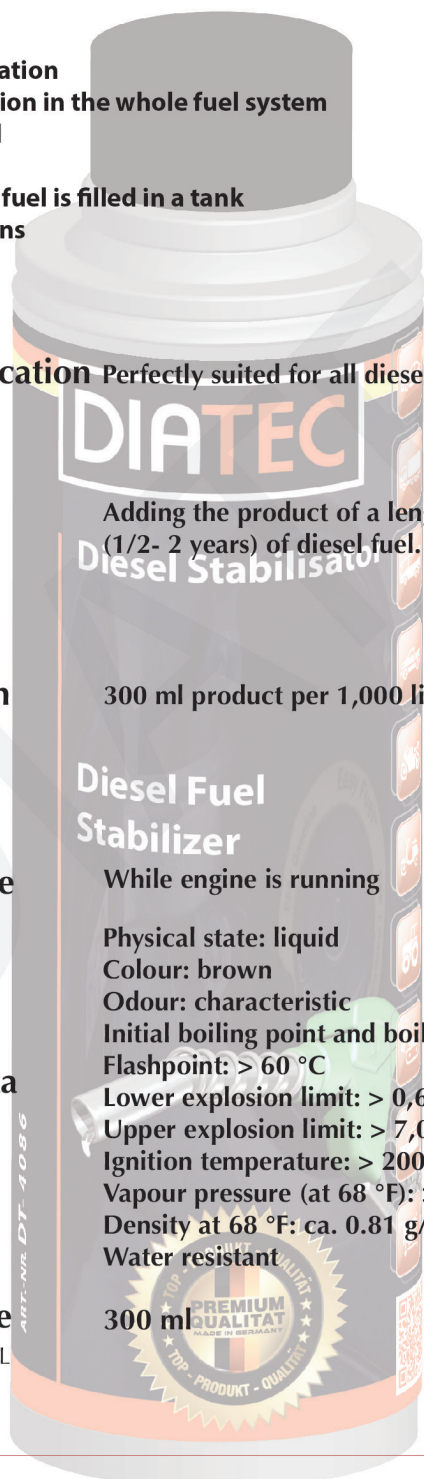 ation
ion in the whole fuel system
l
fuel is filled in a tank
ns
cation Perfectly suited for all diese
DIATEC
Adding the product of a len
(1/2- 2 years) of diesel fuel.
Diesel Stabilisator
n 300 ml product per 1,000 li
Diesel Fuel
Stabilizer
e While engine is running
Physical state: liquid
Colour: brown
Odour: characteristic
Initial boiling point and boil
Flashpoint: > 60 °C
a Lower explosion limit: > 0,6
Upper explosion limit: > 7,0
Ignition temperature: > 200
Vapour pressure (at 68 °F):
Density at 68 °F: ca. 0.81 g/
Water resistant
ART.-NR. DT- 4086
TOP - PRODUKT - QUALITÄT
PREMIUM
QUALITÄT
MADE IN GERMANY
TOP - PRODUKT - QUALITÄT
e 300 ml
L